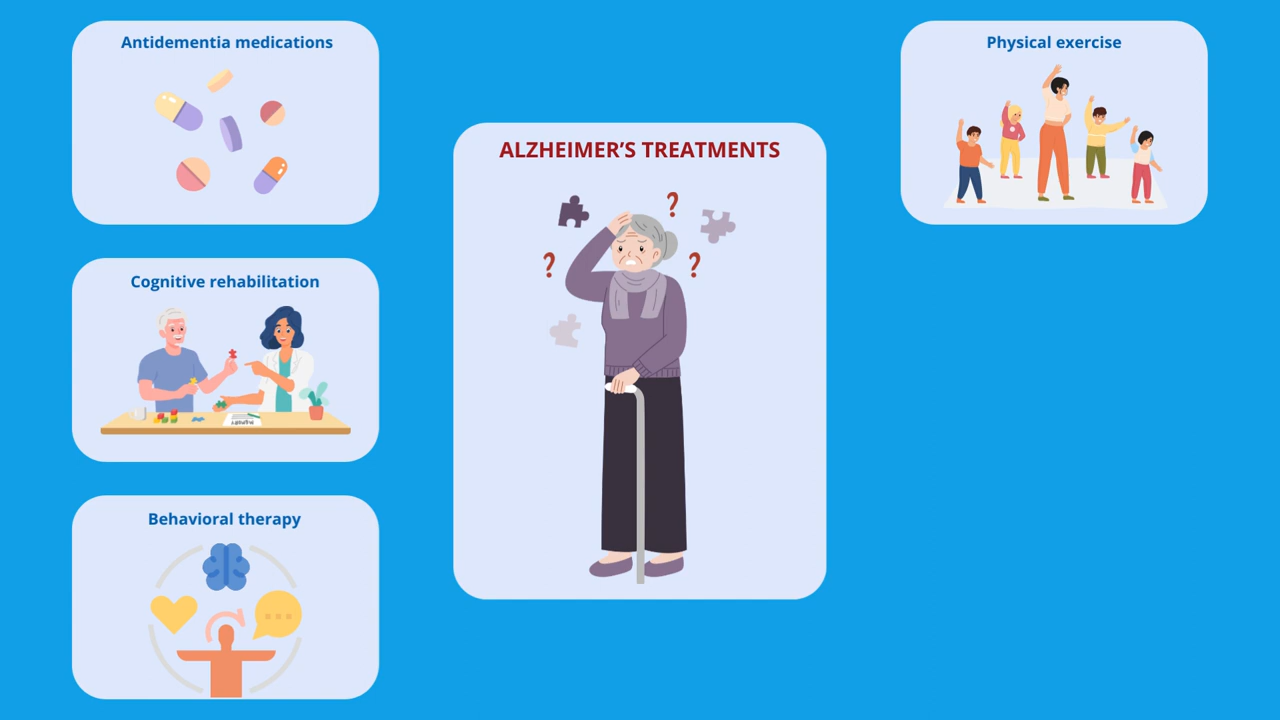 Antidementia medications
Physical exercise
ALZHEIMER'S TREATMENTS
?
?
?
Cognitive rehabilitation
Behavioral therapy